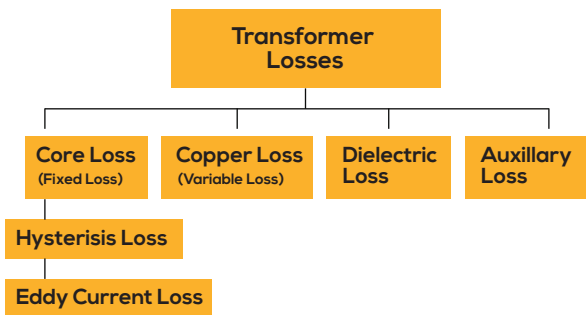 Transformer
Losses
Core Loss
(Fixed Loss)
Copper Loss
(Variable Loss)
Dielectric
Loss
Auxillary
Loss
Hysterisis Loss
Eddy Current Loss